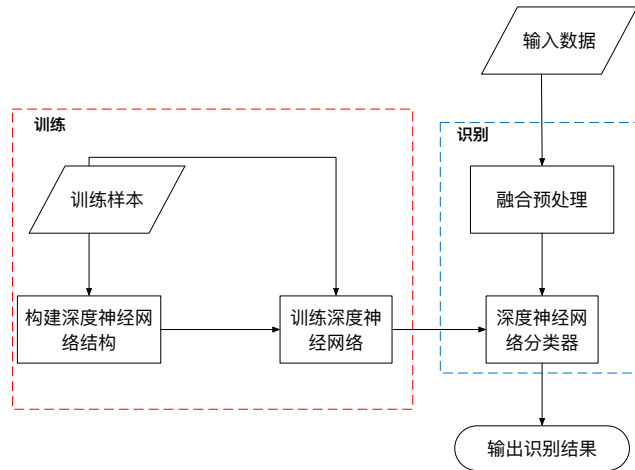 输入数据
训练
识别
训练样本
融合预处理
构建深度神经网
络结构
训练深度神
经网络
深度神经网
络分类器
输出识别结果